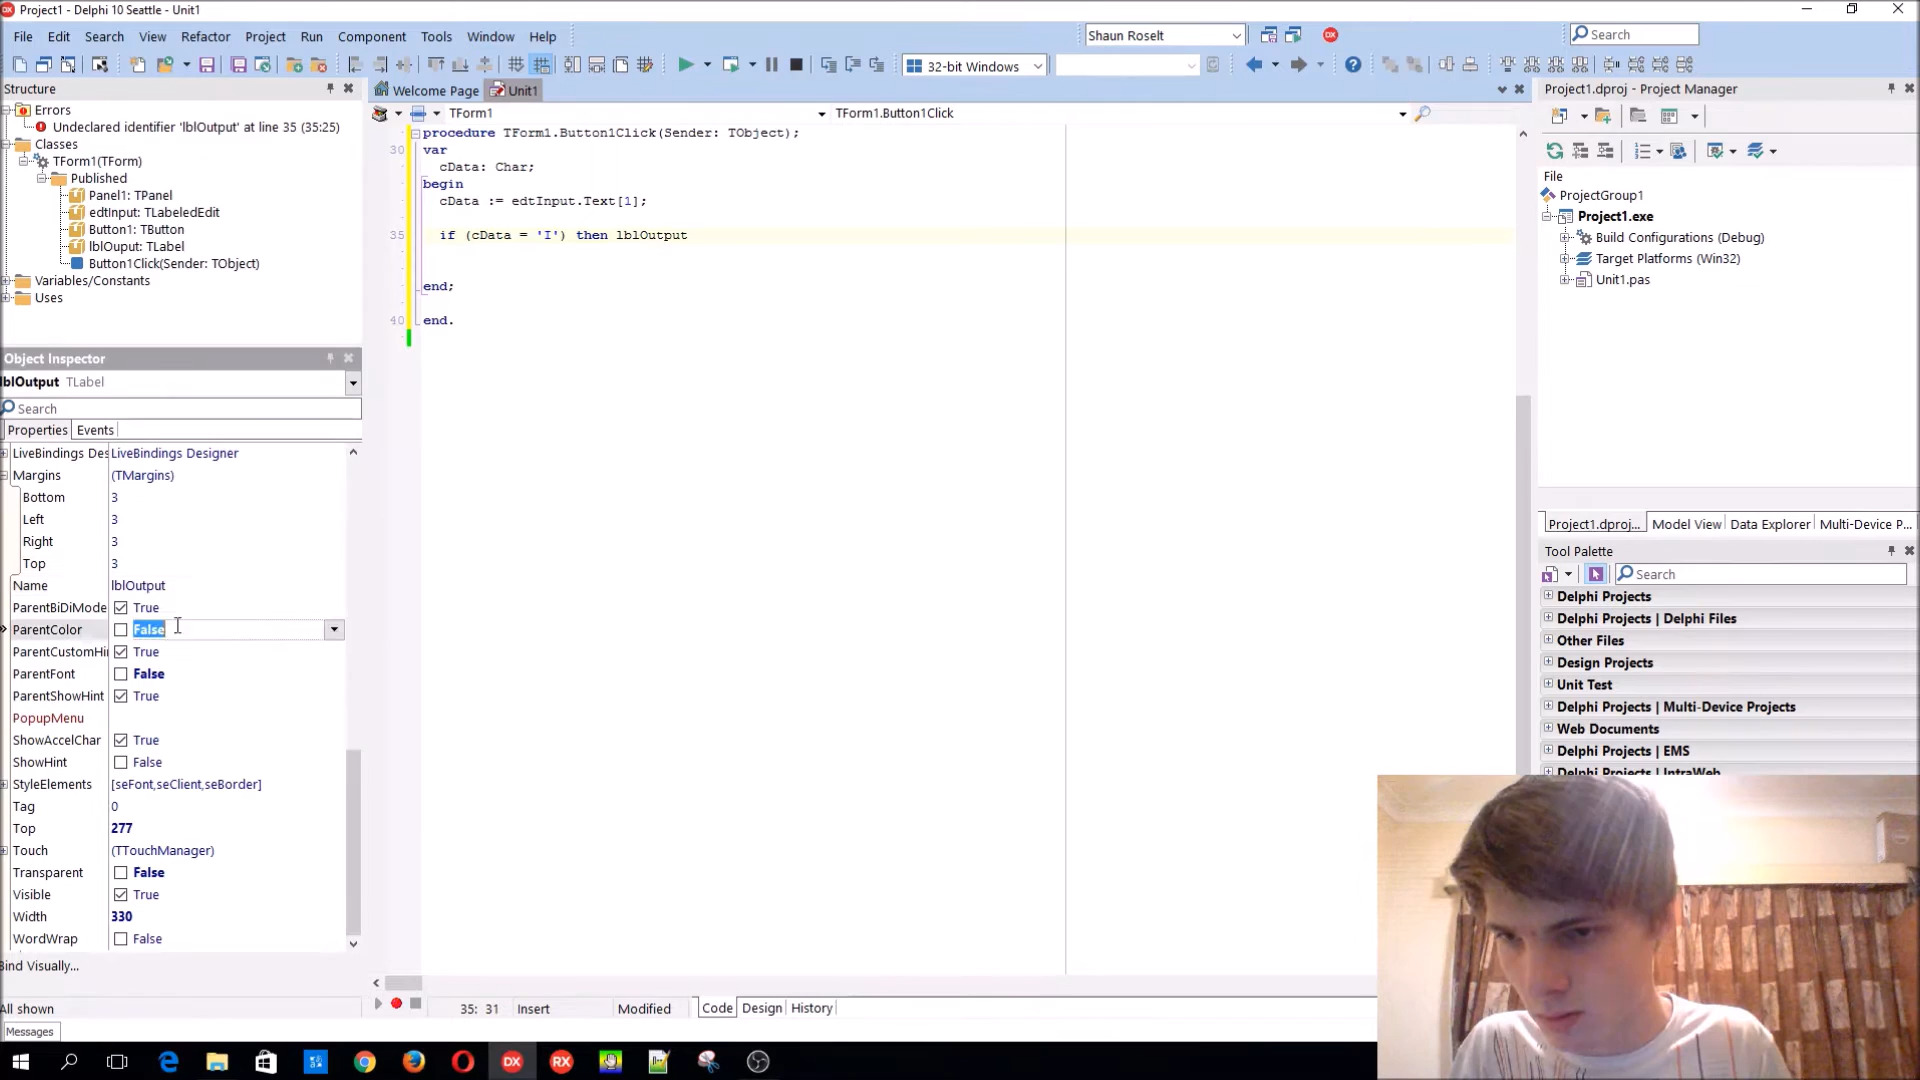 Project1 - Delphi 10 Seattle - Unit1
File Edit Search View Refactor Project Run Component Tools Window Help
Shaun Roselt
Search
32-bit Windows
Structure
Welcome Page
Unit1
Project1.dproj - Project Manager
Errors
Undeclared identifier 'lblOutput' at line 35 (35:25)
Classes
TForm1(TForm)
Published
Panel1: TPanel
edtInput: TLabeledEdit
Button1: TButton
lblOuput: TLabel
Button1Click(Sender: TObject)
Variables/Constants
Uses
TForm1
TForm1.Button1Click
procedure TForm1.Button1Click(Sender: TObject);
30 var
cData: Char;
begin
cData := edtInput.Text[1];
35 if (cData = 'I') then lblOutput
end;
40 end.
File
ProjectGroup1
Project1.exe
Build Configurations (Debug)
Target Platforms (Win32)
Unit1.pas
Object Inspector
lblOutput TLabel
Search
Properties Events
LiveBindings Des LiveBindings Designer
Margins (TMargins)
Bottom 3
Left 3
Right 3
Top 3
Name lblOutput
ParentBiDiMode True
ParentColor False
ParentCustomHi True
ParentFont False
ParentShowHint True
PopupMenu
ShowAccelChar True
ShowHint False
StyleElements [seFont,seClient,seBorder]
Tag 0
Top 277
Touch (TTouchManager)
Transparent False
Visible True
Width 330
WordWrap False
Bind Visually...
All shown
Messages
35: 31 Insert Modified Code Design History
Project1.dproj... Model View Data Explorer Multi-Device P...
Tool Palette
Search
Delphi Projects
Delphi Projects | Delphi Files
Other Files
Design Projects
Unit Test
Delphi Projects | Multi-Device Projects
Web Documents
Delphi Projects | EMS
Delphi Projects | IntraWeb
DX
RX